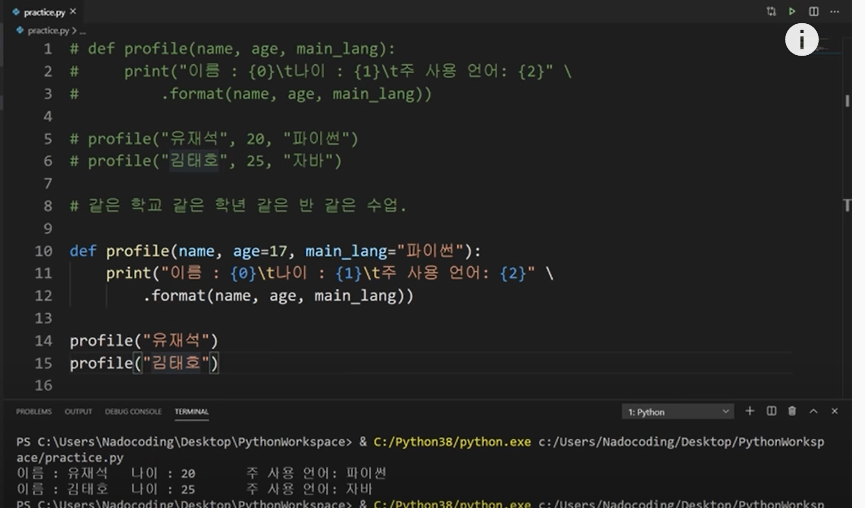 practice.py ×
practice.py > ...
1 # def profile(name, age, main_lang):
2 #     print("이름 : {0}\t나이 : {1}\t주 사용 언어: {2}" \
3 #         .format(name, age, main_lang))
4
5 # profile("유재석", 20, "파이썬")
6 # profile("김태호", 25, "자바")
7
8 # 같은 학교 같은 학년 같은 반 같은 수업.
9
10 def profile(name, age=17, main_lang="파이썬"):
11     print("이름 : {0}\t나이 : {1}\t주 사용 언어: {2}" \
12         .format(name, age, main_lang))
13
14 profile("유재석")
15 profile("김태호")
16
PROBLEMS OUTPUT DEBUG CONSOLE TERMINAL 1: Python
PS C:\Users\Nadocoding\Desktop\PythonWorkspace> & C:/Python38/python.exe c:/Users/Nadocoding/Desktop/PythonWorksp
ace/practice.py
이름 : 유재석 나이 : 20 주 사용 언어: 파이썬
이름 : 김태호 나이 : 25 주 사용 언어: 자바
PS C:\Users\Nadocoding\Desktop\PythonWorkspace> & C:/Python38/python.exe c:/Users/Nadocoding/Desktop/PythonWorksp